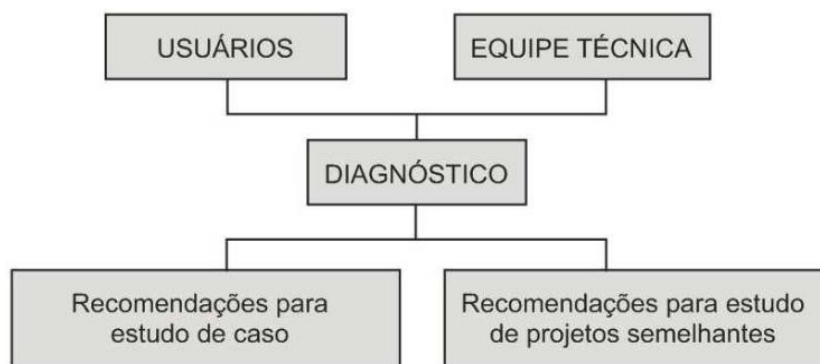 USUÁRIOS
EQUIPE TÉCNICA
DIAGNÓSTICO
Recomendações para
estudo de caso
Recomendações para estudo
de projetos semelhantes